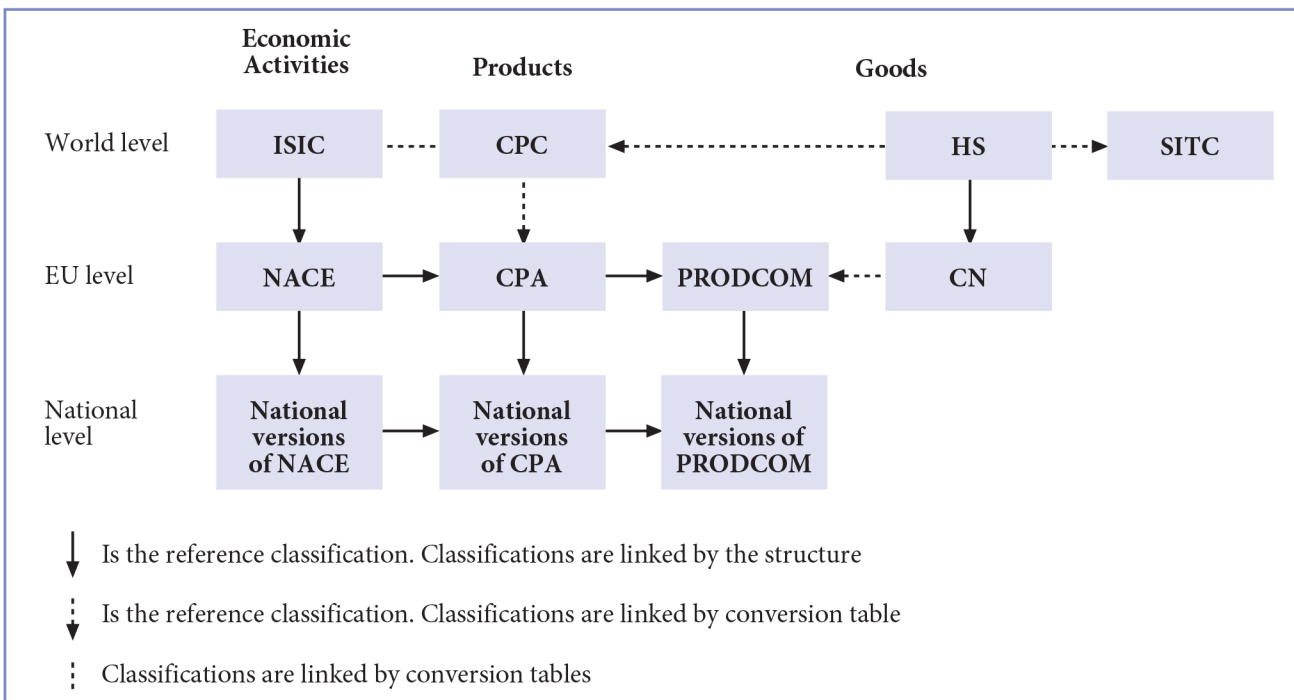 Economic
Activities
Products
Goods
World level
ISIC
CPC
HS
SITC
EU level
NACE
CPA
PRODCOM
CN
National
level
National
versions
of NACE
National
versions
of CPA
National
versions of
PRODCOM
Is the reference classification. Classifications are linked by the structure
Is the reference classification. Classifications are linked by conversion table
Classifications are linked by conversion tables